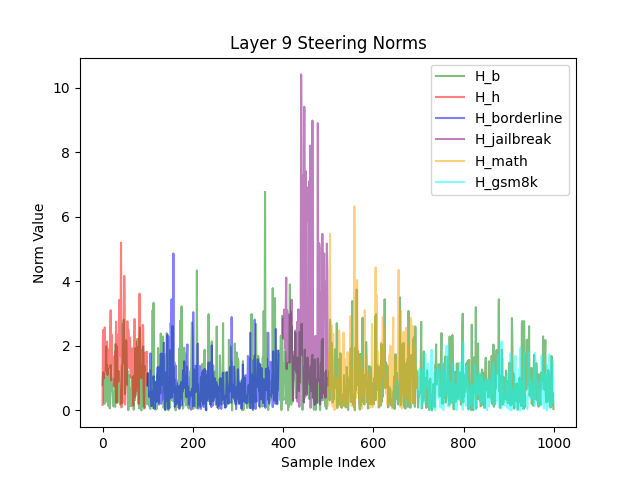 Layer 9 Steering Norms
Norm Value
10
8
6
4
2
0
H_b
H_h
H_borderline
H_jailbreak
H_math
H_gsm8k
0 200 400 600 800 1000
Sample Index